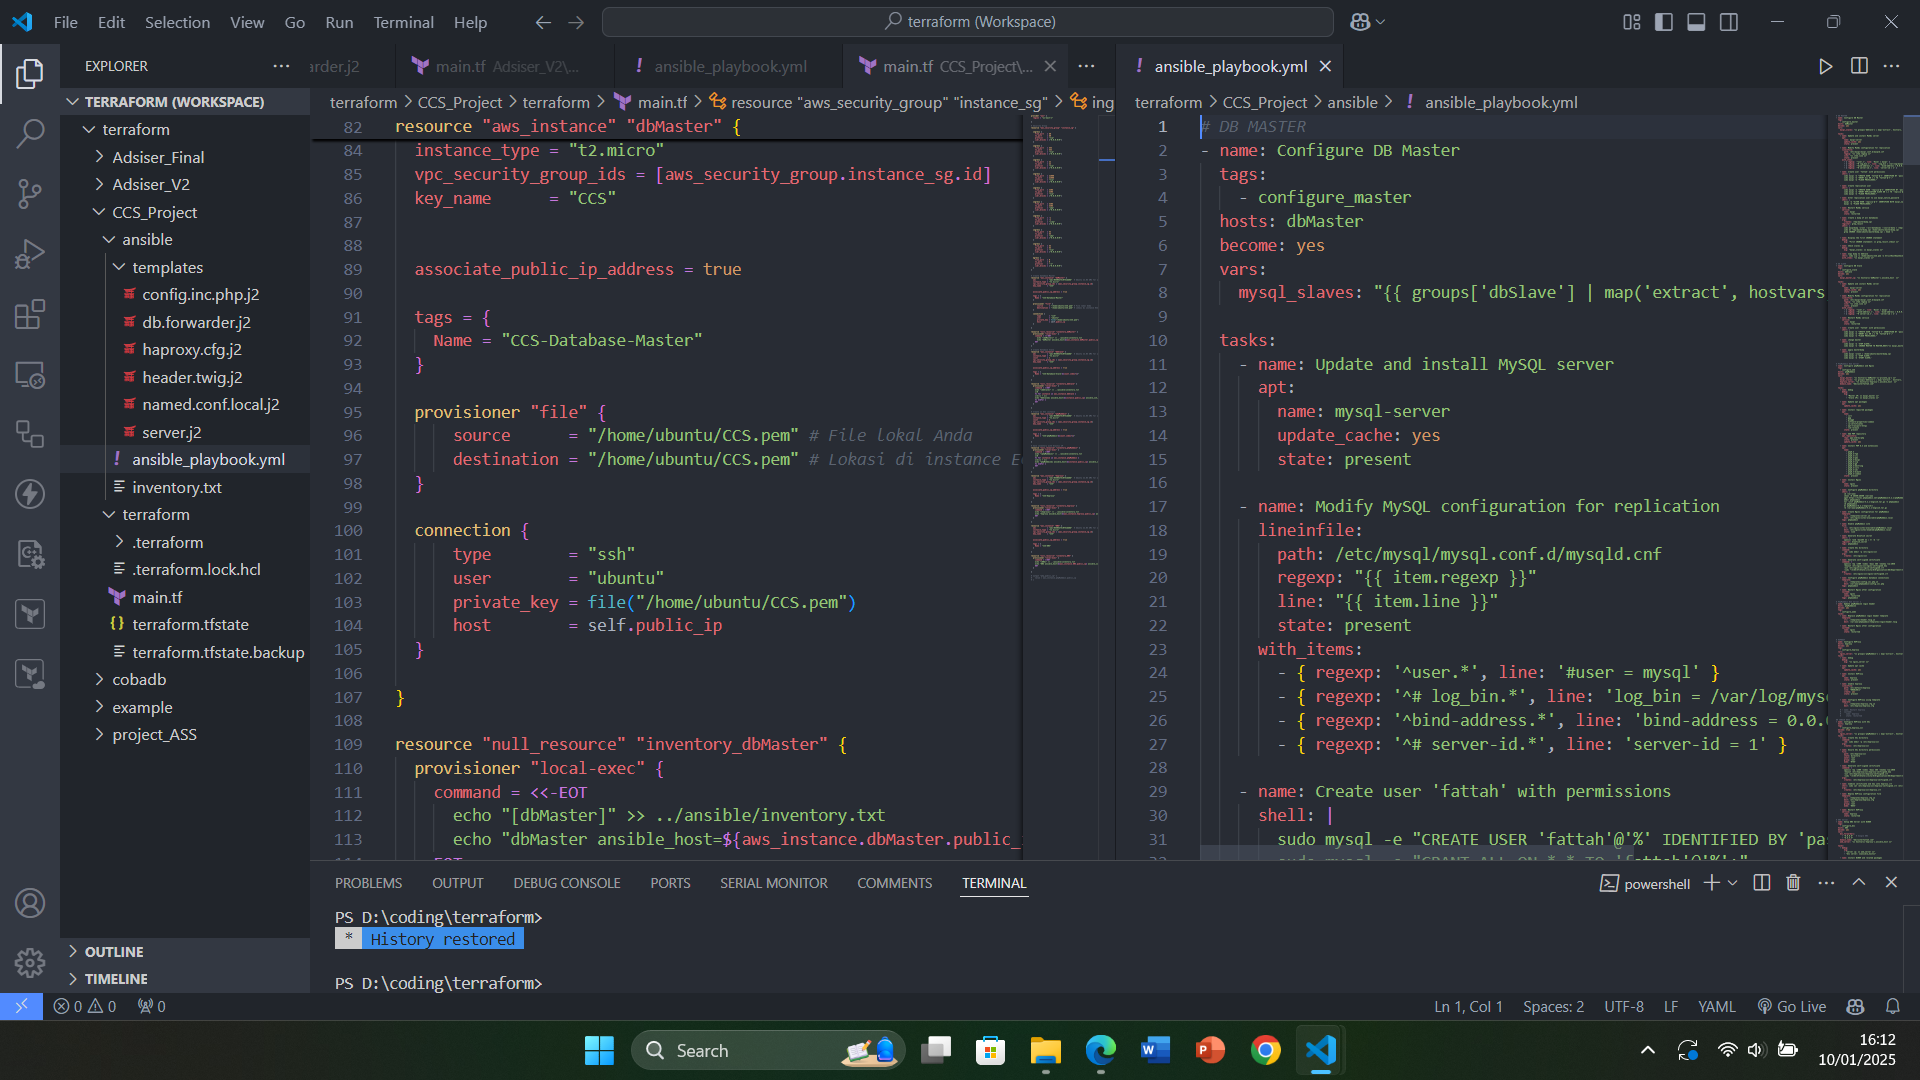 File Edit Selection View Go Run Terminal Help
terraform (Workspace)
EXPLORER
arder.j2
main.tf Adsiser_V2\...
! ansible_playbook.yml
main.tf CCS_Project\...
! ansible_playbook.yml
TERRAFORM (WORKSPACE)
terraform
Adsiser_Final
Adsiser_V2
CCS_Project
ansible
templates
config.inc.php.j2
db.forwarder.j2
haproxy.cfg.j2
header.twig.j2
named.conf.local.j2
server.j2
! ansible_playbook.yml
inventory.txt
terraform
.terraform
.terraform.lock.hcl
main.tf
{} terraform.tfstate
terraform.tfstate.backup
cobadb
example
project_ASS
OUTLINE
TIMELINE
terraform > CCS_Project > terraform > main.tf > resource "aws_security_group" "instance_sg" > ing
82 resource "aws_instance" "dbMaster" {
84 instance_type = "t2.micro"
85 vpc_security_group_ids = [aws_security_group.instance_sg.id]
86 key_name = "CCS"
87
88
89 associate_public_ip_address = true
90
91 tags = {
92 Name = "CCS-Database-Master"
93 }
94
95 provisioner "file" {
96 source = "/home/ubuntu/CCS.pem" # File lokal Anda
97 destination = "/home/ubuntu/CCS.pem" # Lokasi di instance E
98 }
99
100 connection {
101 type = "ssh"
102 user = "ubuntu"
103 private_key = file("/home/ubuntu/CCS.pem")
104 host = self.public_ip
105 }
106
107 }
108
109 resource "null_resource" "inventory_dbMaster" {
110 provisioner "local-exec" {
111 command = <<-EOT
112 echo "[dbMaster]" >> ../ansible/inventory.txt
113 echo "dbMaster ansible_host=${aws_instance.dbMaster.public_
terraform > CCS_Project > ansible > ! ansible_playbook.yml
1 # DB MASTER
2 - name: Configure DB Master
3 tags:
4 - configure_master
5 hosts: dbMaster
6 become: yes
7 vars:
8 mysql_slaves: "{{ groups['dbSlave'] | map('extract', hostvars
9
10 tasks:
11 - name: Update and install MySQL server
12 apt:
13 name: mysql-server
14 update_cache: yes
15 state: present
16
17 - name: Modify MySQL configuration for replication
18 lineinfile:
19 path: /etc/mysql/mysql.conf.d/mysqld.cnf
20 regexp: "{{ item.regexp }}"
21 line: "{{ item.line }}"
22 state: present
23 with_items:
24 - { regexp: '^user.*', line: '#user = mysql' }
25 - { regexp: '^# log_bin.*', line: 'log_bin = /var/log/mys
26 - { regexp: '^bind-address.*', line: 'bind-address = 0.0.
27 - { regexp: '^# server-id.*', line: 'server-id = 1' }
28
29 - name: Create user 'fattah' with permissions
30 shell: |
31 sudo mysql -e "CREATE USER 'fattah'@'%' IDENTIFIED BY 'pa
PROBLEMS OUTPUT DEBUG CONSOLE PORTS SERIAL MONITOR COMMENTS TERMINAL
powershell
PS D:\coding\terraform>
* History restored
PS D:\coding\terraform>
0 0 0
Ln 1, Col 1 Spaces: 2 UTF-8 LF YAML Go Live
Search
16:12
10/01/2025